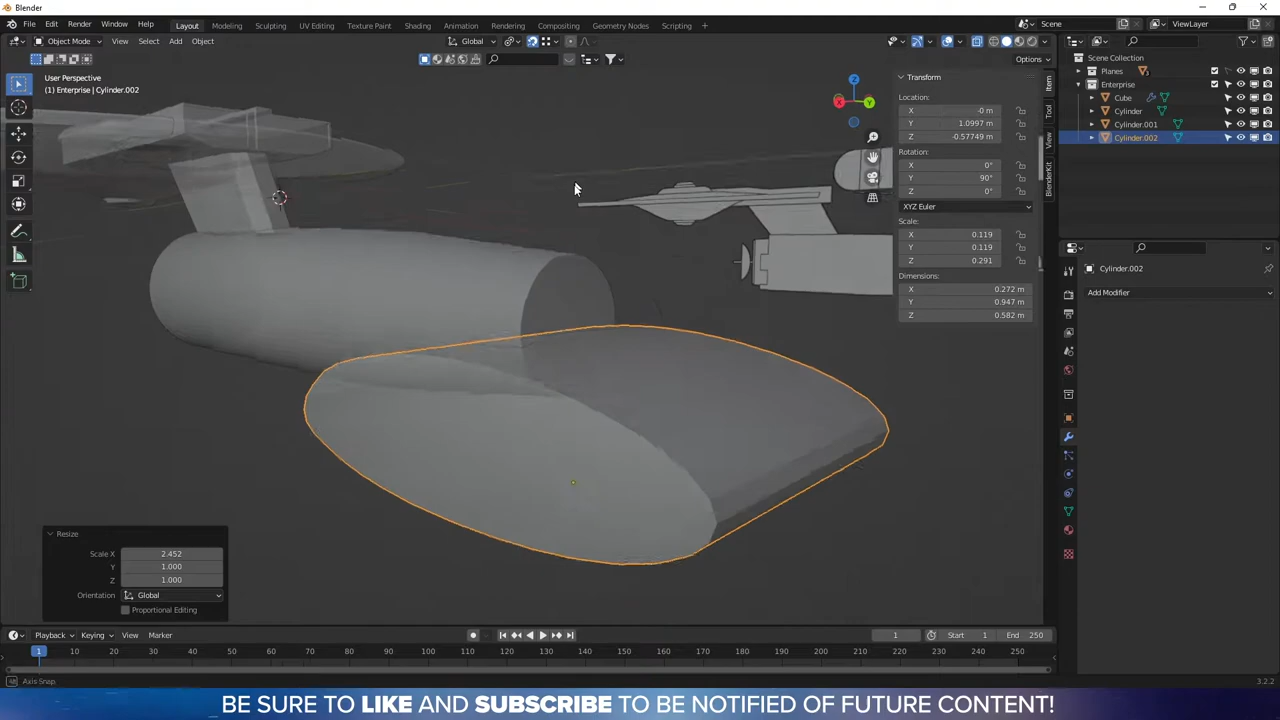 Blender
File Edit Render Window Help
Layout Modeling Sculpting UV Editing Texture Paint Shading Animation Rendering Compositing Geometry Nodes Scripting +
Scene
ViewLayer
Object Mode View Select Add Object
Global
Options
User Perspective
(1) Enterprise | Cylinder.002
Transform
Location:
X -0 m
Y 1.0997 m
Z -0.57749 m
Rotation:
X 0°
Y 90°
Z 0°
XYZ Euler
Scale:
X 0.119
Y 0.119
Z 0.291
Dimensions:
X 0.272 m
Y 0.947 m
Z 0.582 m
Item
Tool
View
BlenderKit
X
Y
Z
Scene Collection
Planes
Enterprise
Cube
Cylinder
Cylinder.001
Cylinder.002
Cylinder.002
Add Modifier
Resize
Scale X 2.452
Y 1.000
Z 1.000
Orientation Global
Proportional Editing
Playback Keying View Marker
1
Start 1
End 250
1 10 20 30 40 50 60 70 80 90 100 110 120 130 140 150 160 170 180 190 200 210 220 230 240 250
Axis Snap
3.2.2
BE SURE TO LIKE AND SUBSCRIBE TO BE NOTIFIED OF FUTURE CONTENT!